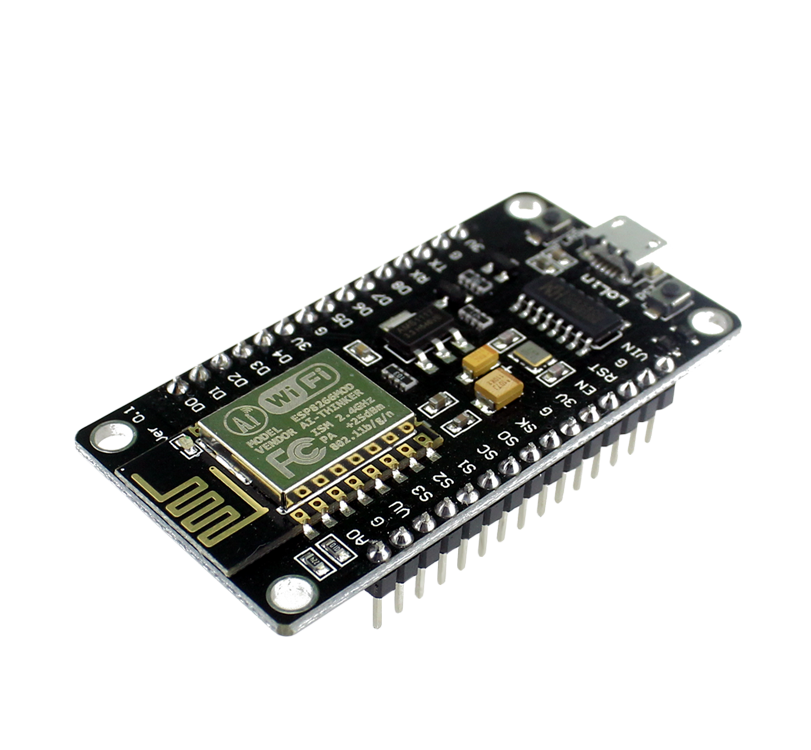 Ai
WiFi
MODEL ESP8266MOD
VENDOR AI-THINKER
ISM 2.4GHz
PA +25dBm
802.11b/g/n
FC
Ver 0.1
D0
D1
D2
D3
D4
3V
G
D5
D6
D7
D8
RX
TX
G
3V
LoLin
A0
G
VU
S3
S2
S1
SC
SO
SK
G
3V
EN
RST
G
VIN